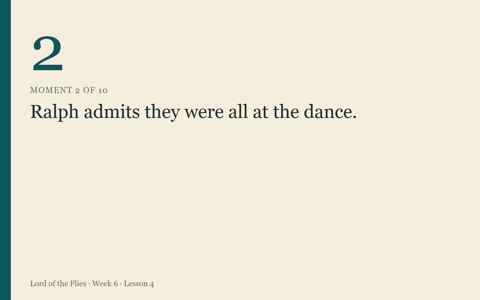 2
MOMENT 2 OF 10
Ralph admits they were all at the dance.
Lord of the Flies · Week 6 · Lesson 4